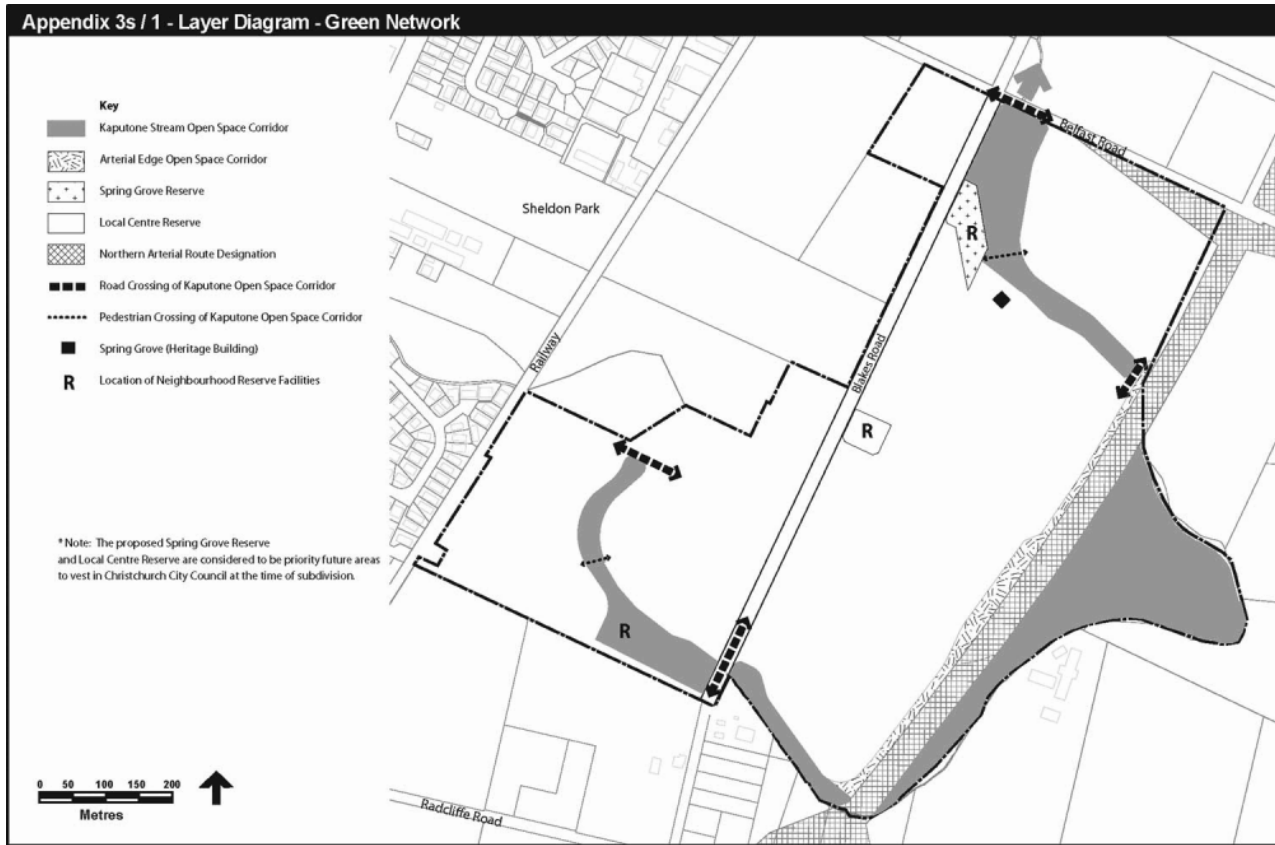 Appendix 3s / 1 - Layer Diagram - Green Network
Key
Kaputone Stream Open Space Corridor
Arterial Edge Open Space Corridor
Spring Grove Reserve
Local Centre Reserve
Northern Arterial Route Designation
Road Crossing of Kaputone Open Space Corridor
Pedestrian Crossing of Kaputone Open Space Corridor
Spring Grove (Heritage Building)
R Location of Neighbourhood Reserve Facilities
* Note: The proposed Spring Grove Reserve
and Local Centre Reserve are considered to be priority future areas
to vest in Christchurch City Council at the time of subdivision.
0 50 100 150 200
Metres
Belfast Road
Sheldon Park
R
Railway
Blakes Road
R
R
Radcliffe Road